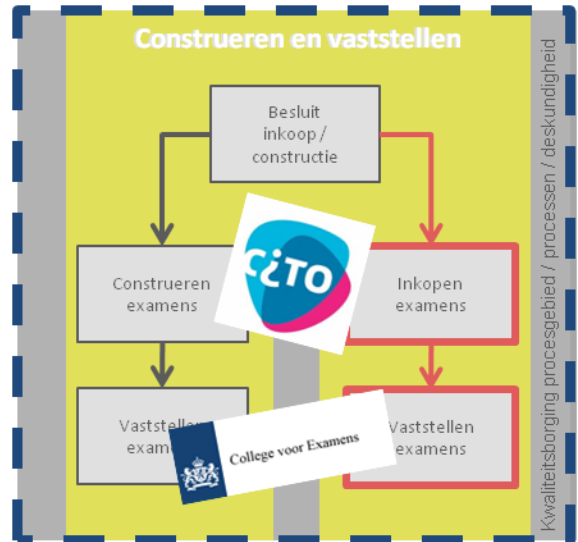 Construeren en vaststellen
Besluit
inkoop /
constructie
Construeren
examens
CiTO
Inkopen
examens
Vaststellen
exam
College voor Examens
Vaststellen
examens
Kwaliteitsborging procesgebied / processen / deskundigheid